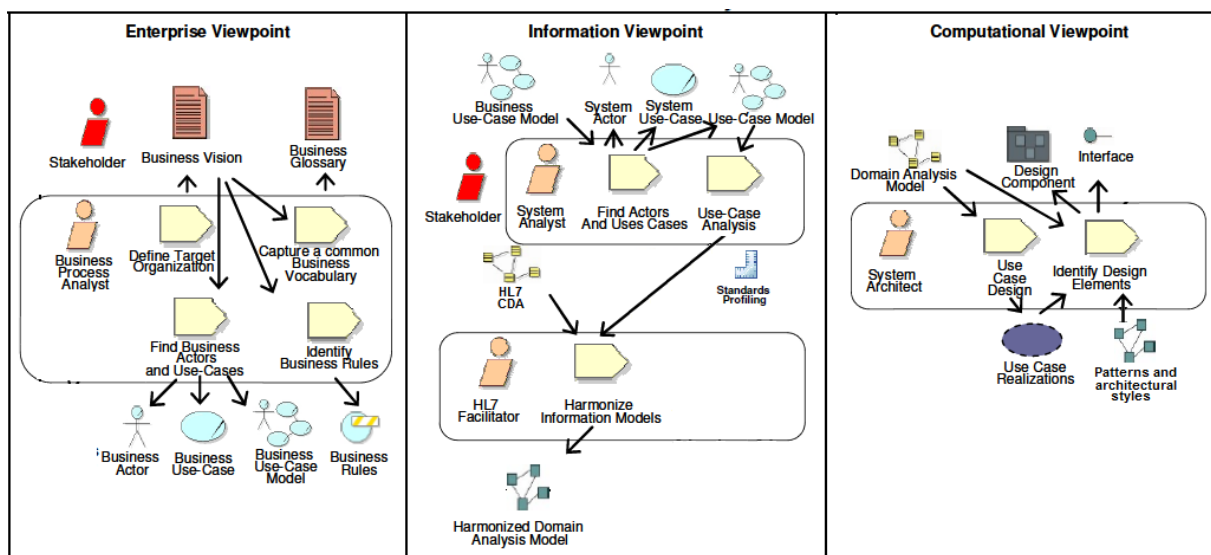 Enterprise Viewpoint
Stakeholder
Business Vision
Business
Glossary
Business
Process
Analyst
Define Target
Organization
Capture a common
Business
Vocabulary
Find Business
Actors
and Use-Cases
Identify
Business Rules
Business
Actor
Business
Use-Case
Business
Use-Case
Model
Business
Rules
Information Viewpoint
Business
Use-Case Model
System
Actor
System
Use-Case
Use-Case Model
Stakeholder
System
Analyst
Find Actors
And Uses Cases
Use-Case
Analysis
HL7
CDA
Standards
Profiling
HL7
Facilitator
Harmonize
Information Models
Harmonized Domain
Analysis Model
Computational Viewpoint
Domain Analysis
Model
Design
Component
Interface
System
Architect
Use
Case
Design
Identify Design
Elements
Use Case
Realizations
Patterns and
architectural
styles